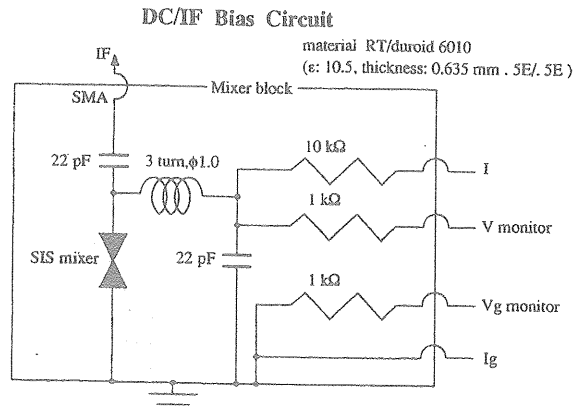 DC/IF Bias Circuit
material RT/duroid 6010
(ε: 10.5, thickness: 0.635 mm . 5E/. 5E )
IF
SMA
Mixer block
22 pF
3 turn,ϕ1.0
10 kΩ
I
1 kΩ
V monitor
SIS mixer
22 pF
1 kΩ
Vg monitor
Ig